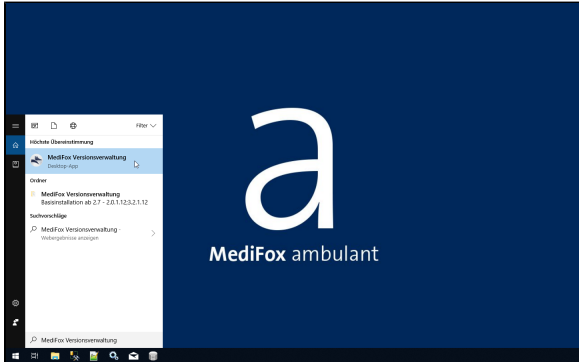 Filter
Höchste Übereinstimmung
MediFox Versionsverwaltung
Desktop-App
Ordner
MediFox Versionsverwaltung
Basisinstallation ab 2.7 - 2.0.1.12;3.2.1.12
Suchvorschläge
MediFox Versionsverwaltung -
Webergebnisse anzeigen
MediFox Versionsverwaltung
a
MediFox ambulant